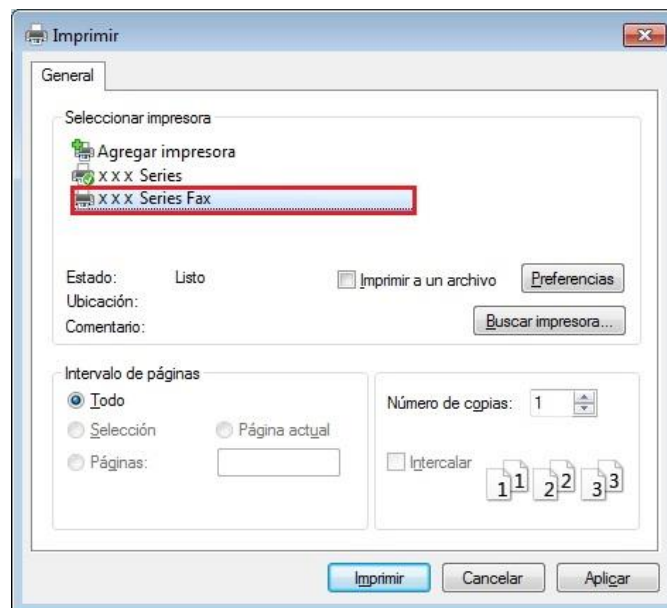 Imprimir
General
Seleccionar impresora
Agregar impresora
x x x Series
x x x Series Fax
Estado: Listo
Imprimir a un archivo
Preferencias
Ubicación:
Comentario:
Buscar impresora...
Intervalo de páginas
Todo
Selección
Página actual
Páginas:
Número de copias: 1
Intercalar
1 1 2 2 3 3
Imprimir
Cancelar
Aplicar